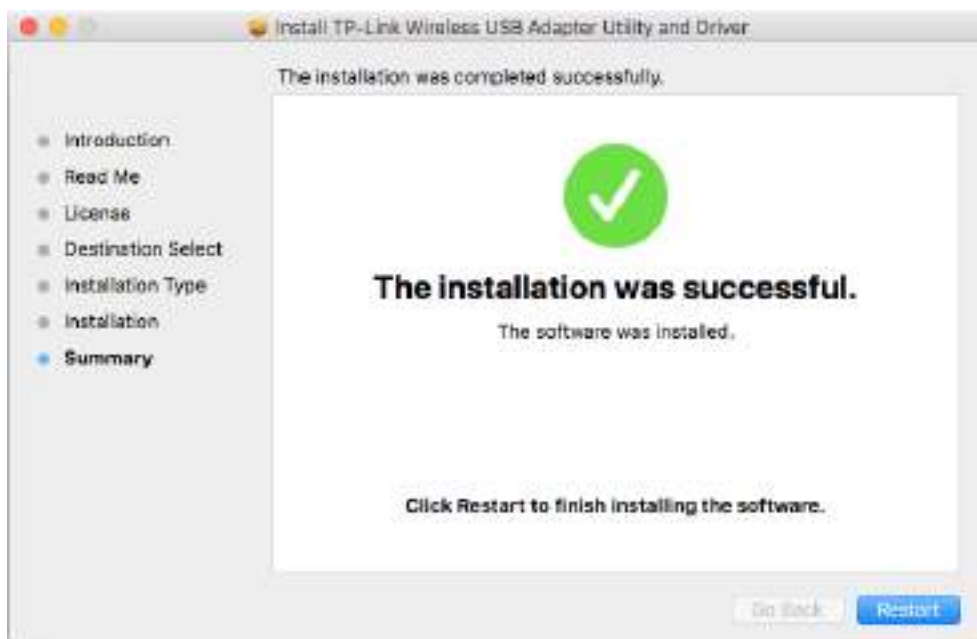 Install TP-Link Wireless USB Adapter Utility and Driver
The installation was completed successfully.
Introduction
Read Me
License
Destination Select
Installation Type
Installation
Summary
The installation was successful.
The software was installed.
Click Restart to finish installing the software.
Go Back
Restart